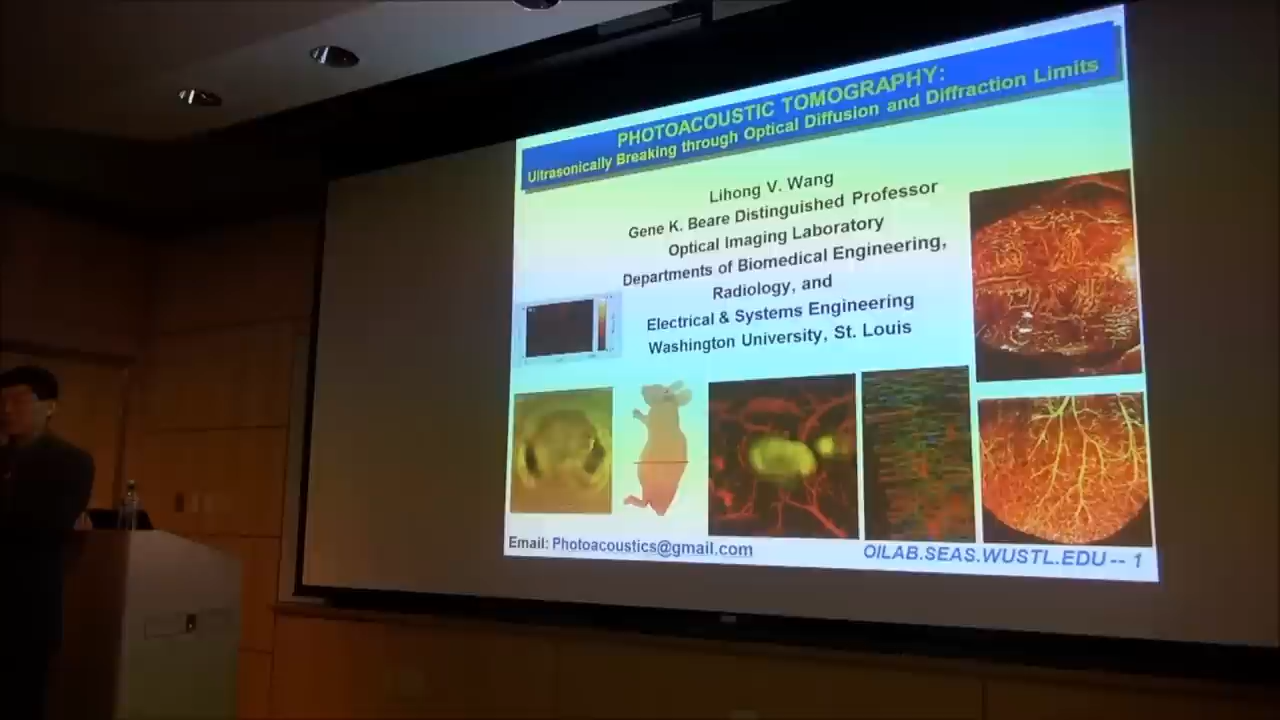 PHOTOACOUSTIC TOMOGRAPHY:
Ultrasonically Breaking through Optical Diffusion and Diffraction Limits
Lihong V. Wang
Gene K. Beare Distinguished Professor
Optical Imaging Laboratory
Departments of Biomedical Engineering,
Radiology, and
Electrical & Systems Engineering
Washington University, St. Louis
Email: Photoacoustics@gmail.com
OILAB.SEAS.WUSTL.EDU -- 1